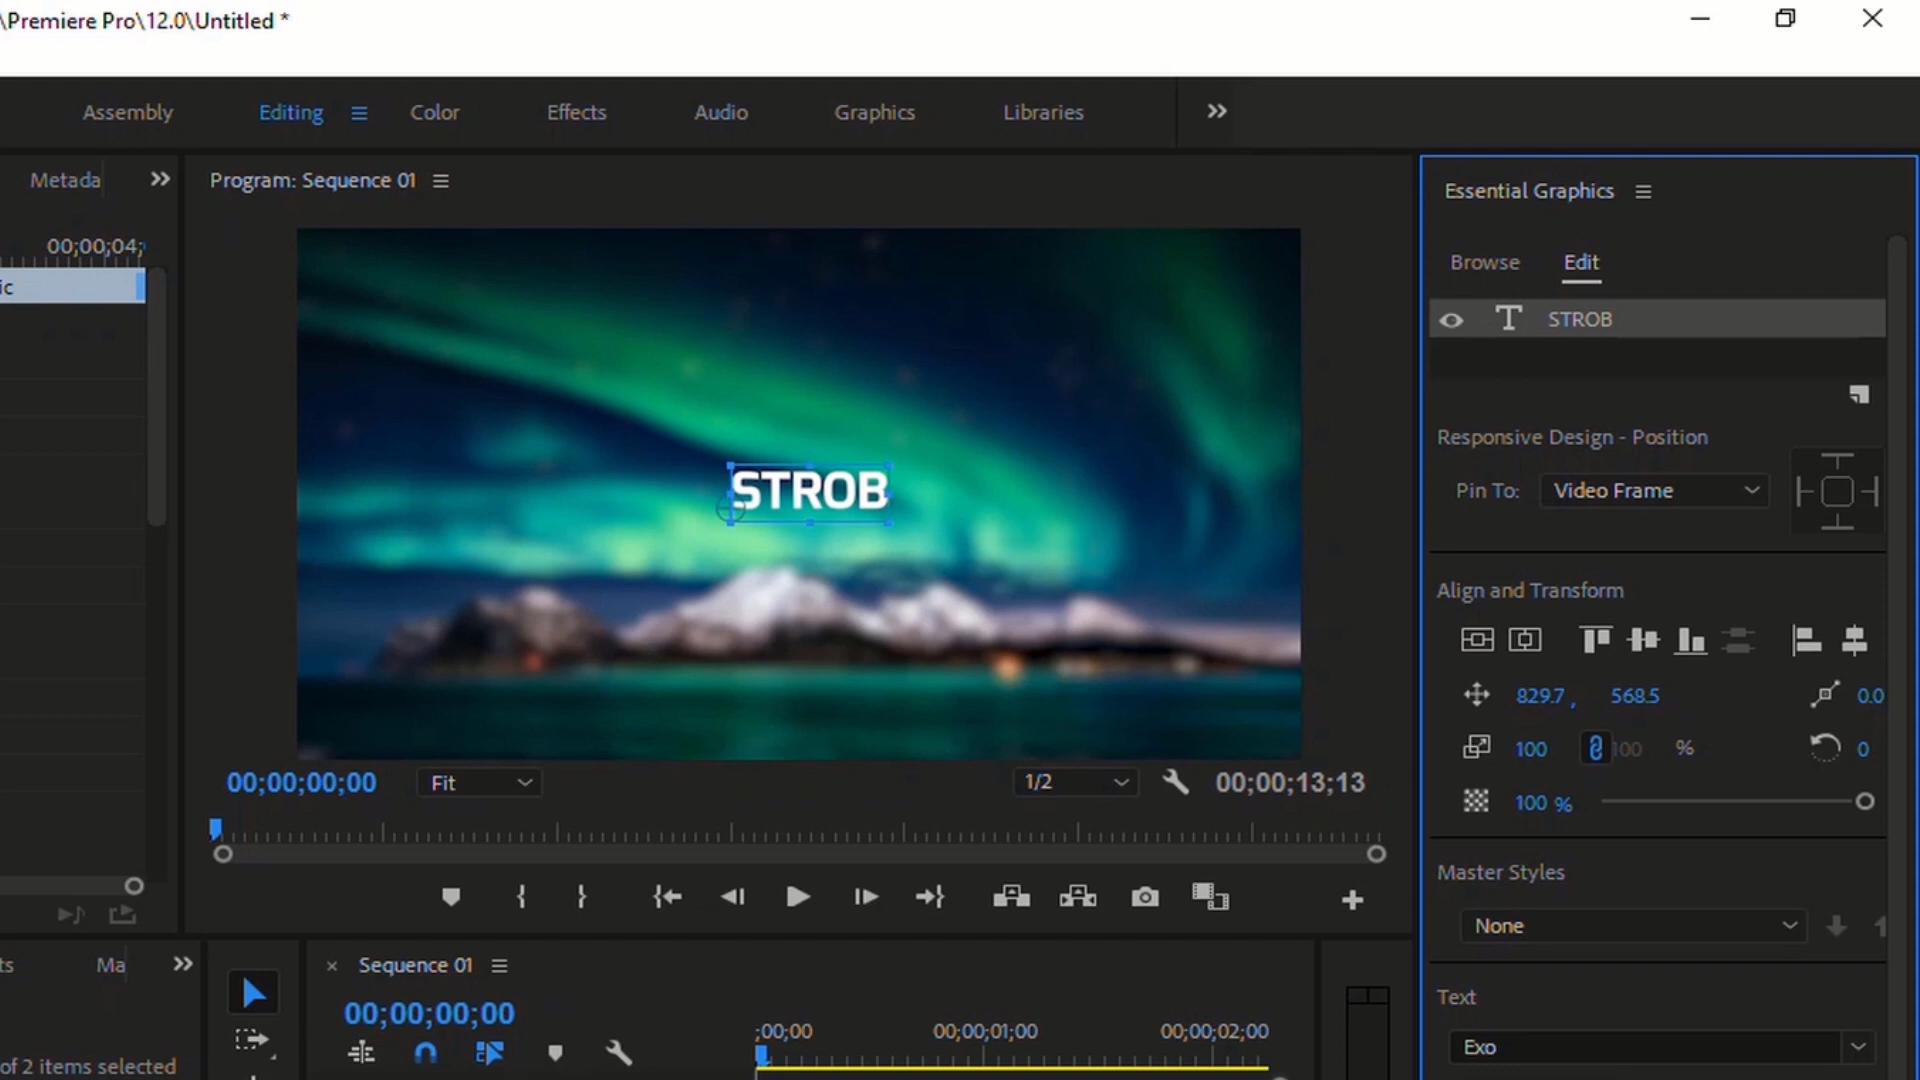 \Premiere Pro\12.0\Untitled *
Assembly Editing Color Effects Audio Graphics Libraries
Metada
00;00;04;
ic
Program: Sequence 01
STROB
00;00;00;00 Fit 1/2 00;00;13;13
Essential Graphics
Browse Edit
T STROB
Responsive Design - Position
Pin To: Video Frame
Align and Transform
829.7 , 568.5 0.0
100 100 % 0
100 %
Master Styles
None
Text
Exo
ts Ma
of 2 items selected
× Sequence 01
00;00;00;00
;00;00 00;00;01;00 00;00;02;00